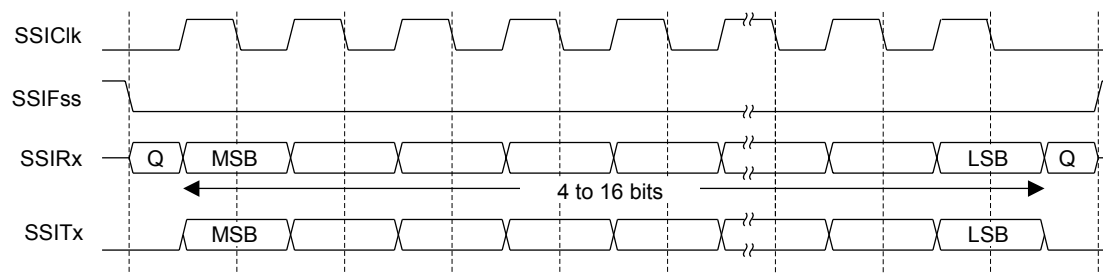 SSIClk
SSIFss
SSIRx Q MSB LSB Q
4 to 16 bits
SSITx MSB LSB